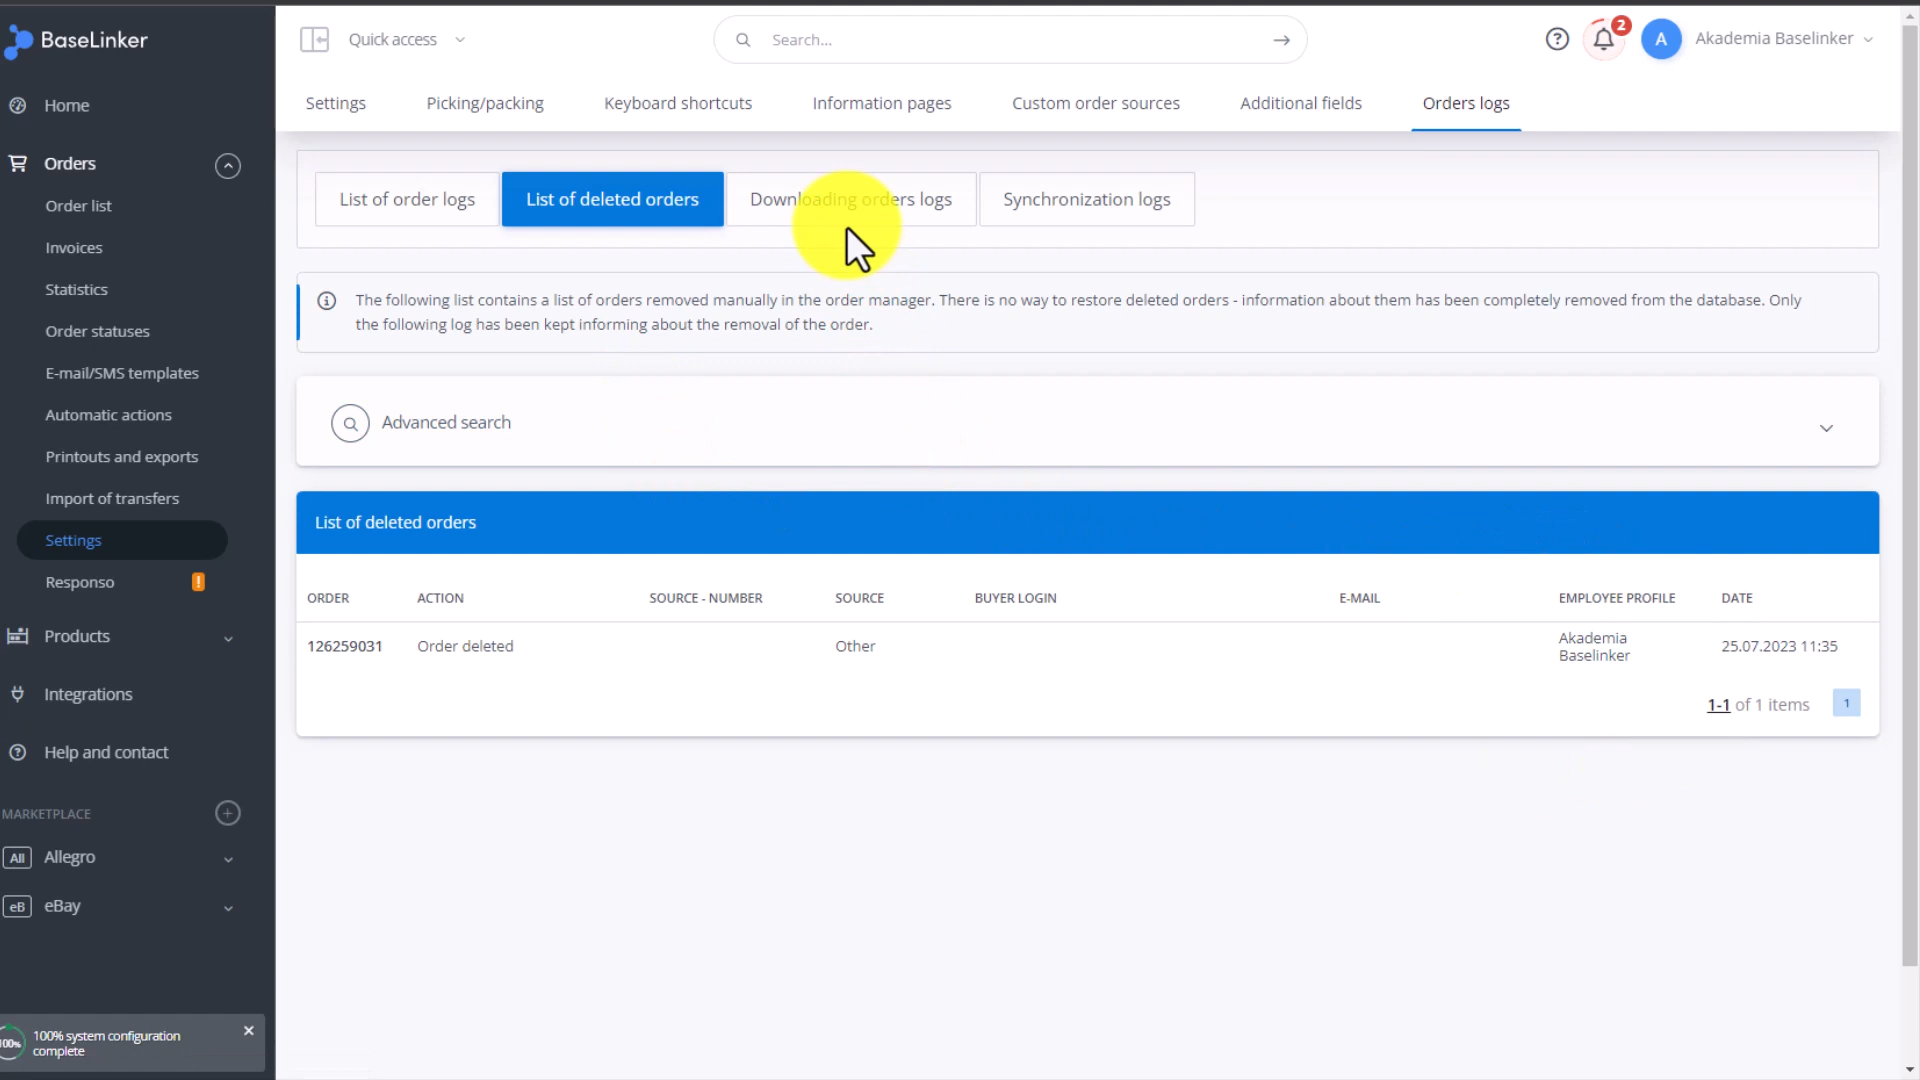 BaseLinker
Quick access
Search...
2
A
Akademia Baselinker
Home
Orders
Order list
Invoices
Statistics
Order statuses
E-mail/SMS templates
Automatic actions
Printouts and exports
Import of transfers
Settings
Responso
!
Products
Integrations
Help and contact
MARKETPLACE
All Allegro
eB eBay
100%
100% system configuration
complete
Settings
Picking/packing
Keyboard shortcuts
Information pages
Custom order sources
Additional fields
Orders logs
List of order logs
List of deleted orders
Downloading orders logs
Synchronization logs
The following list contains a list of orders removed manually in the order manager. There is no way to restore deleted orders - information about them has been completely removed from the database. Only
the following log has been kept informing about the removal of the order.
Advanced search
List of deleted orders
ORDER ACTION SOURCE - NUMBER SOURCE BUYER LOGIN E-MAIL EMPLOYEE PROFILE DATE
126259031 Order deleted Other Akademia Baselinker 25.07.2023 11:35
1-1 of 1 items 1